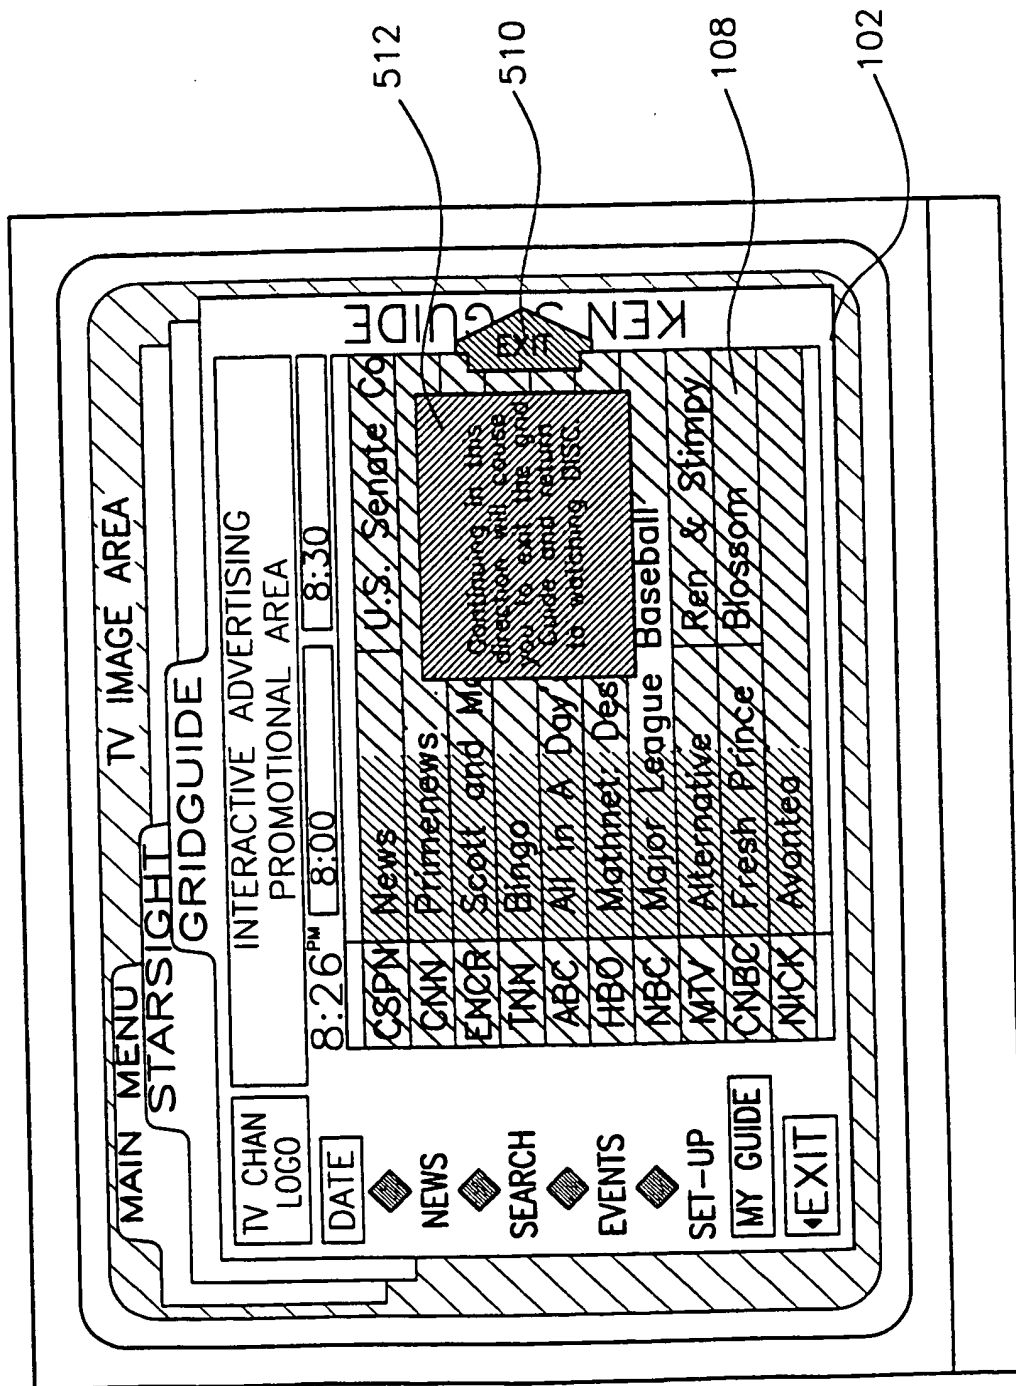 TV IMAGE AREA
MAIN MENU
STARSIGHT
GRIDGUIDE
TV CHAN
LOGO
INTERACTIVE ADVERTISING
PROMOTIONAL AREA
DATE
8:26PM
8:00
8:30
NEWS
SEARCH
EVENTS
SET-UP
MY GUIDE
◂EXIT
CSPN News U.S. Senate Co
CNN Primenews
ENCR Scott and Mc
TNN Bingo
ABC All in A Day
HBO Mathnet: Des
NBC Major League Baseball
MTV Alternative Ren & Stimpy
CNBC Fresh Prince Blossom
NICK Avontea
Continuing in this
direction will cause
you to exit the grid
Guide and return
to watching DISC.
EXIT
KEN GUIDE
512
510
108
102